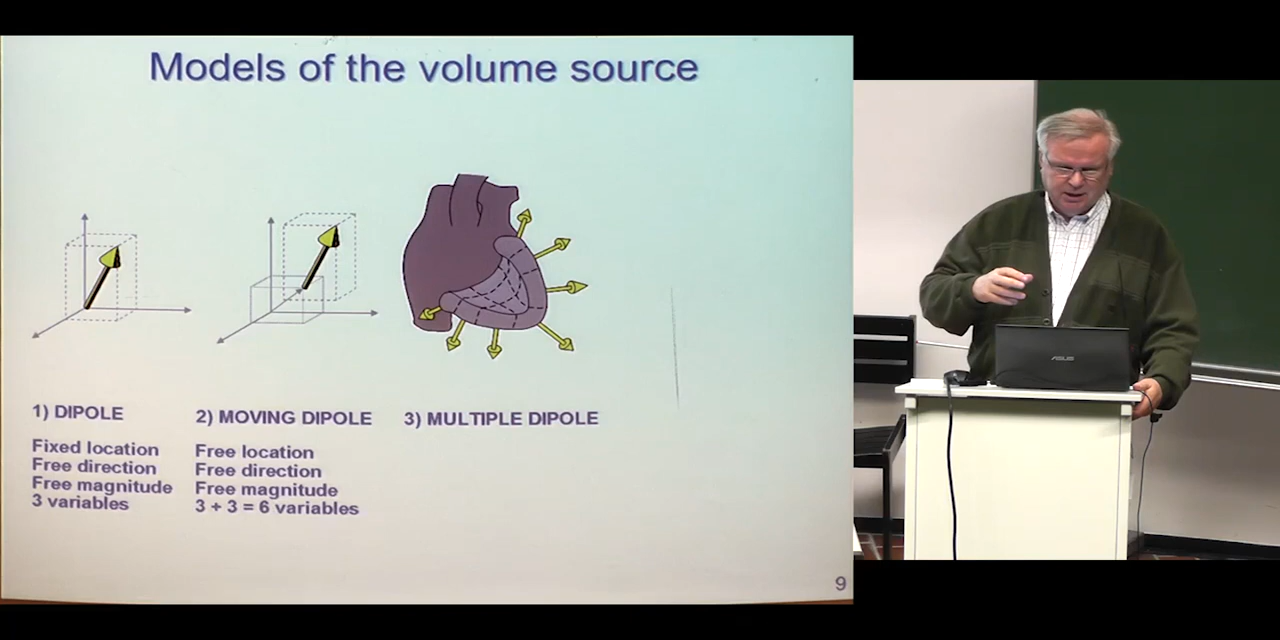 Models of the volume source
1) DIPOLE
Fixed location
Free direction
Free magnitude
3 variables
2) MOVING DIPOLE
Free location
Free direction
Free magnitude
3 + 3 = 6 variables
3) MULTIPLE DIPOLE
9
ASUS